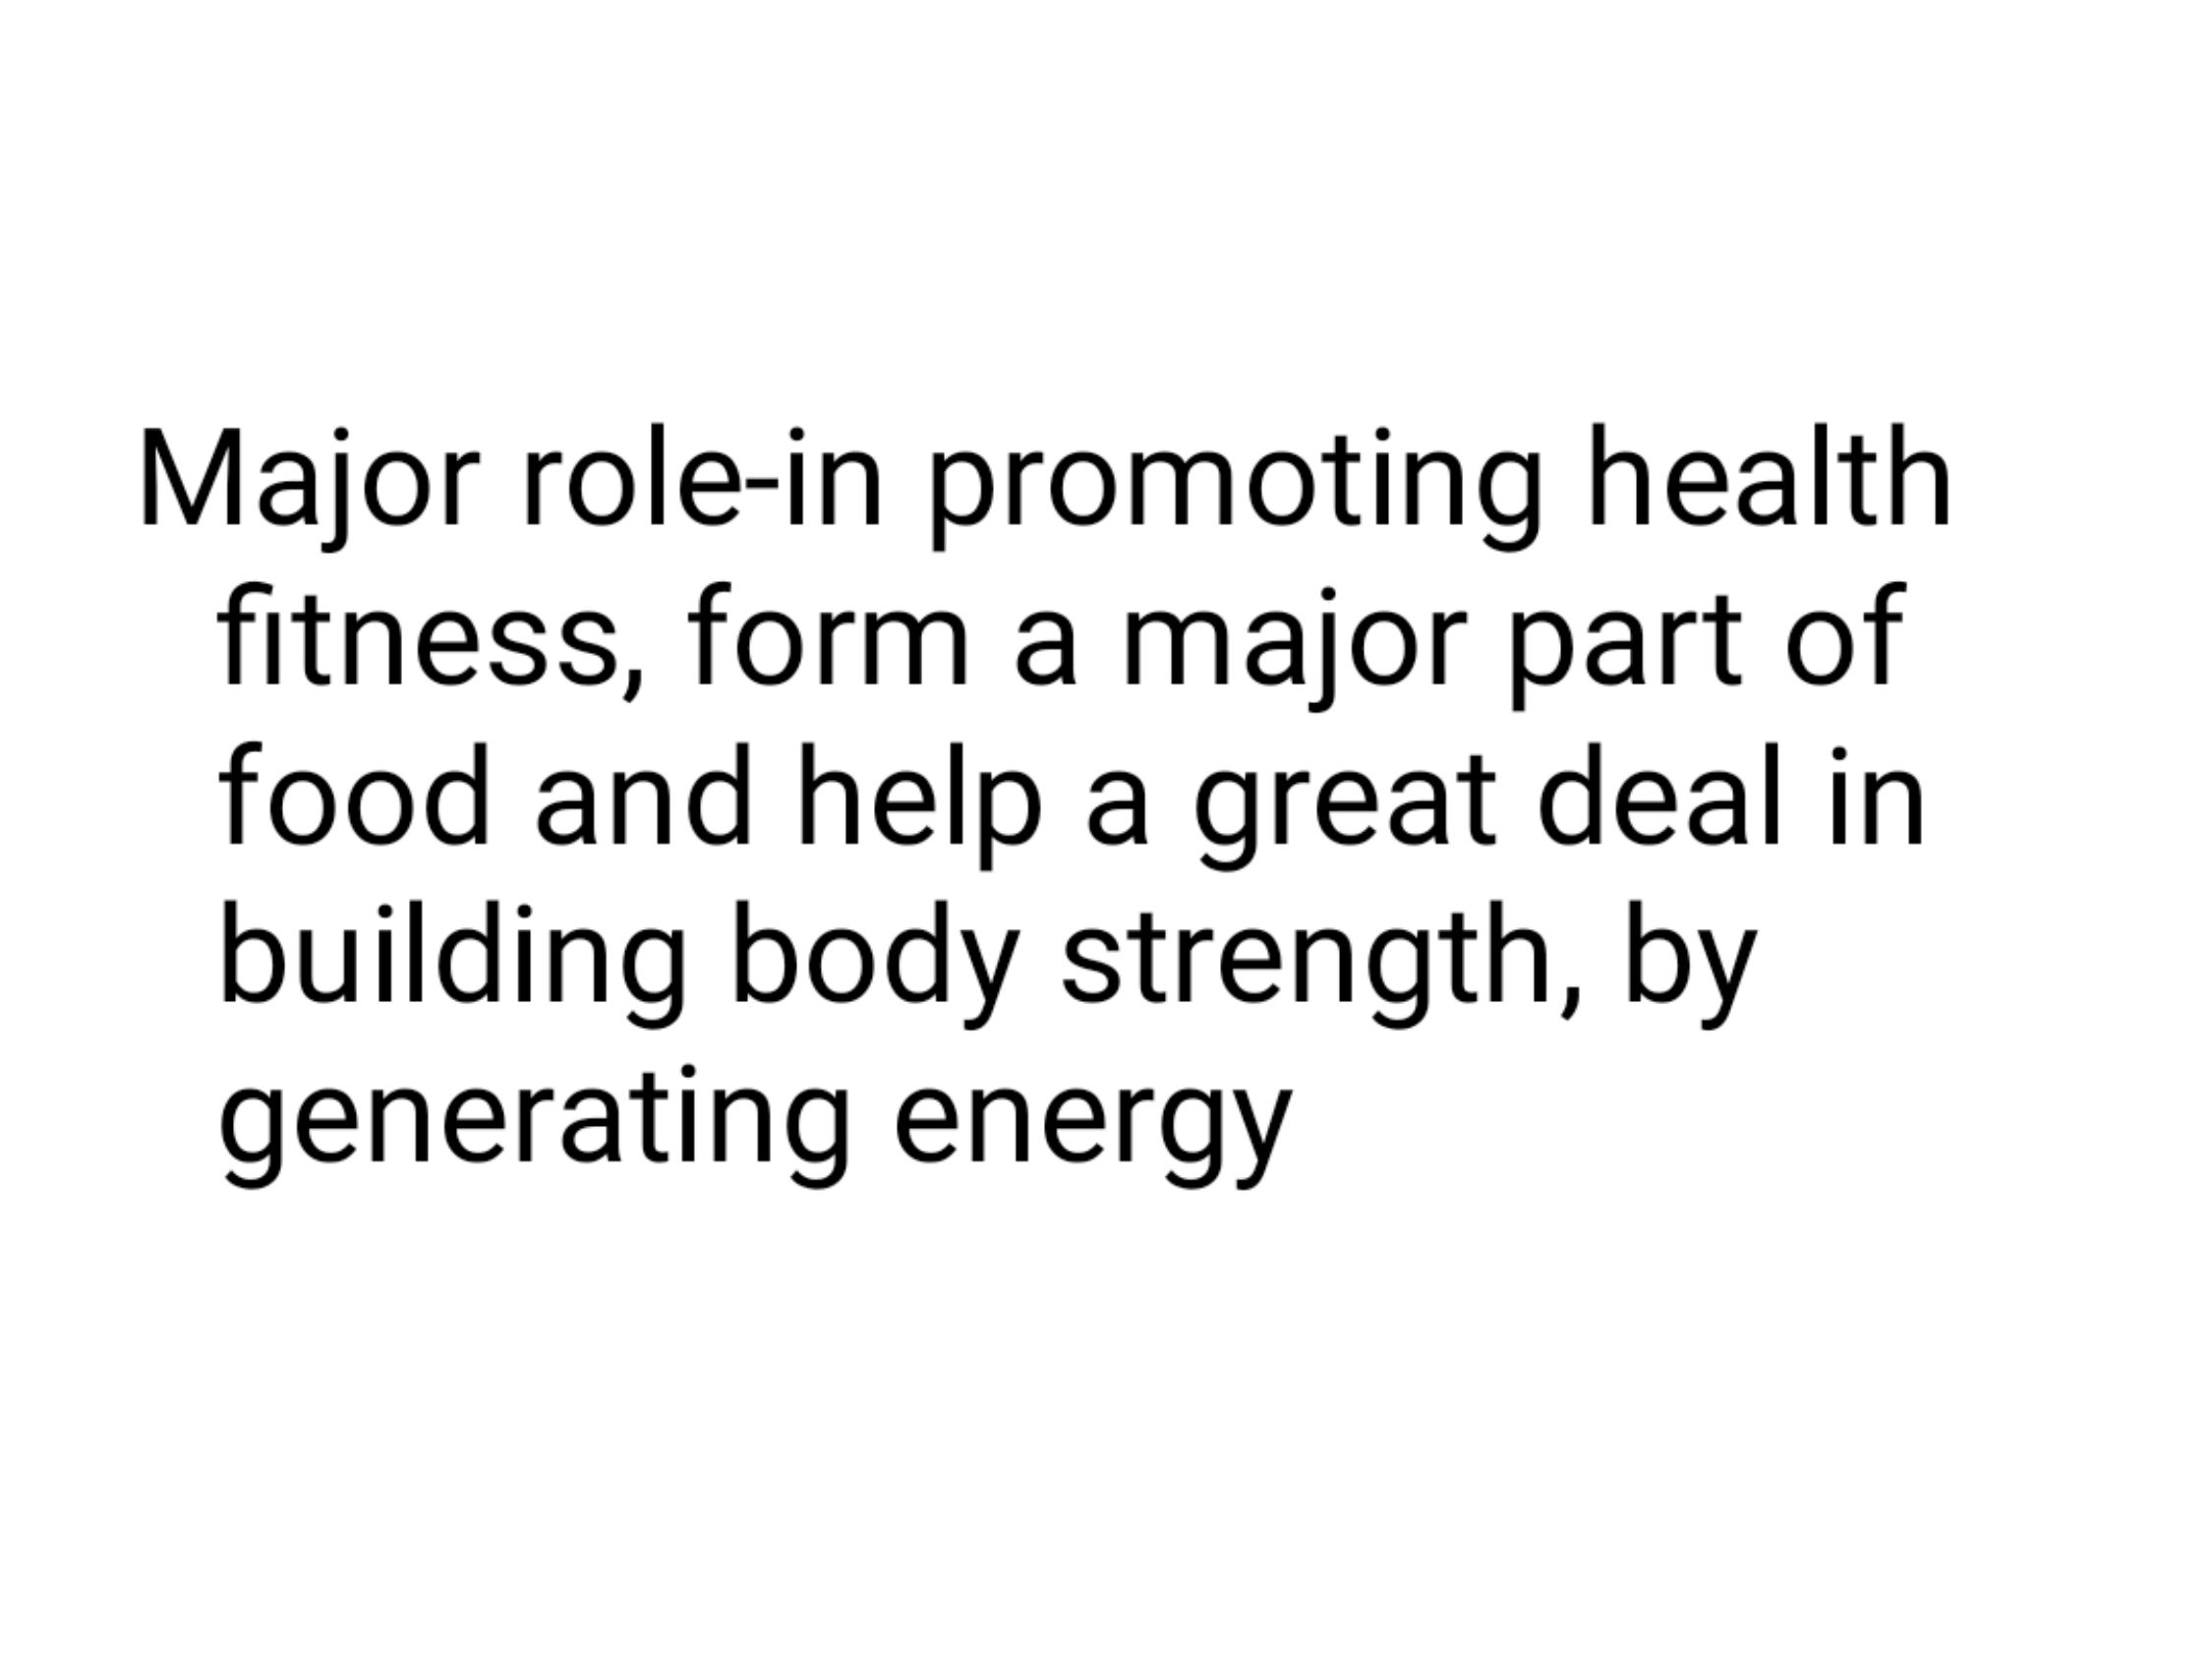 Major role-in promoting health
fitness, form a major part of
food and help a great deal in
building body strength, by
generating energy